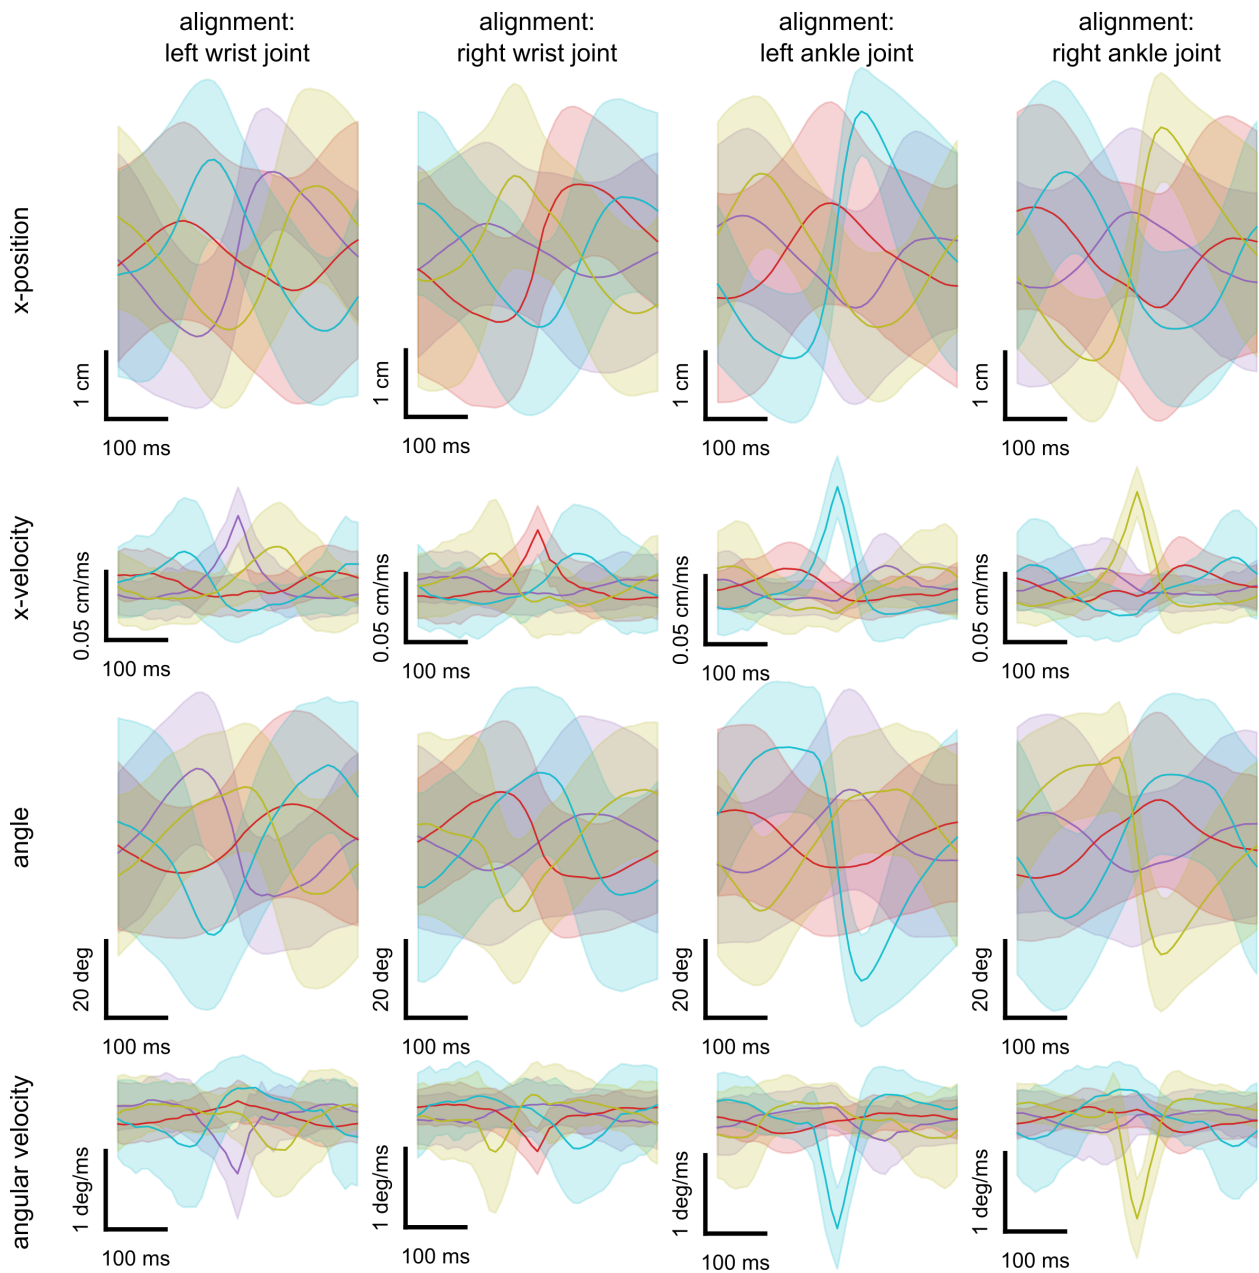 alignment:
left wrist joint
alignment:
right wrist joint
alignment:
left ankle joint
alignment:
right ankle joint
x-position
1 cm
100 ms
1 cm
100 ms
1 cm
100 ms
1 cm
100 ms
x-velocity
0.05 cm/ms
100 ms
0.05 cm/ms
100 ms
0.05 cm/ms
100 ms
0.05 cm/ms
100 ms
angle
20 deg
100 ms
20 deg
100 ms
20 deg
100 ms
20 deg
100 ms
angular velocity
1 deg/ms
100 ms
1 deg/ms
100 ms
1 deg/ms
100 ms
1 deg/ms
100 ms